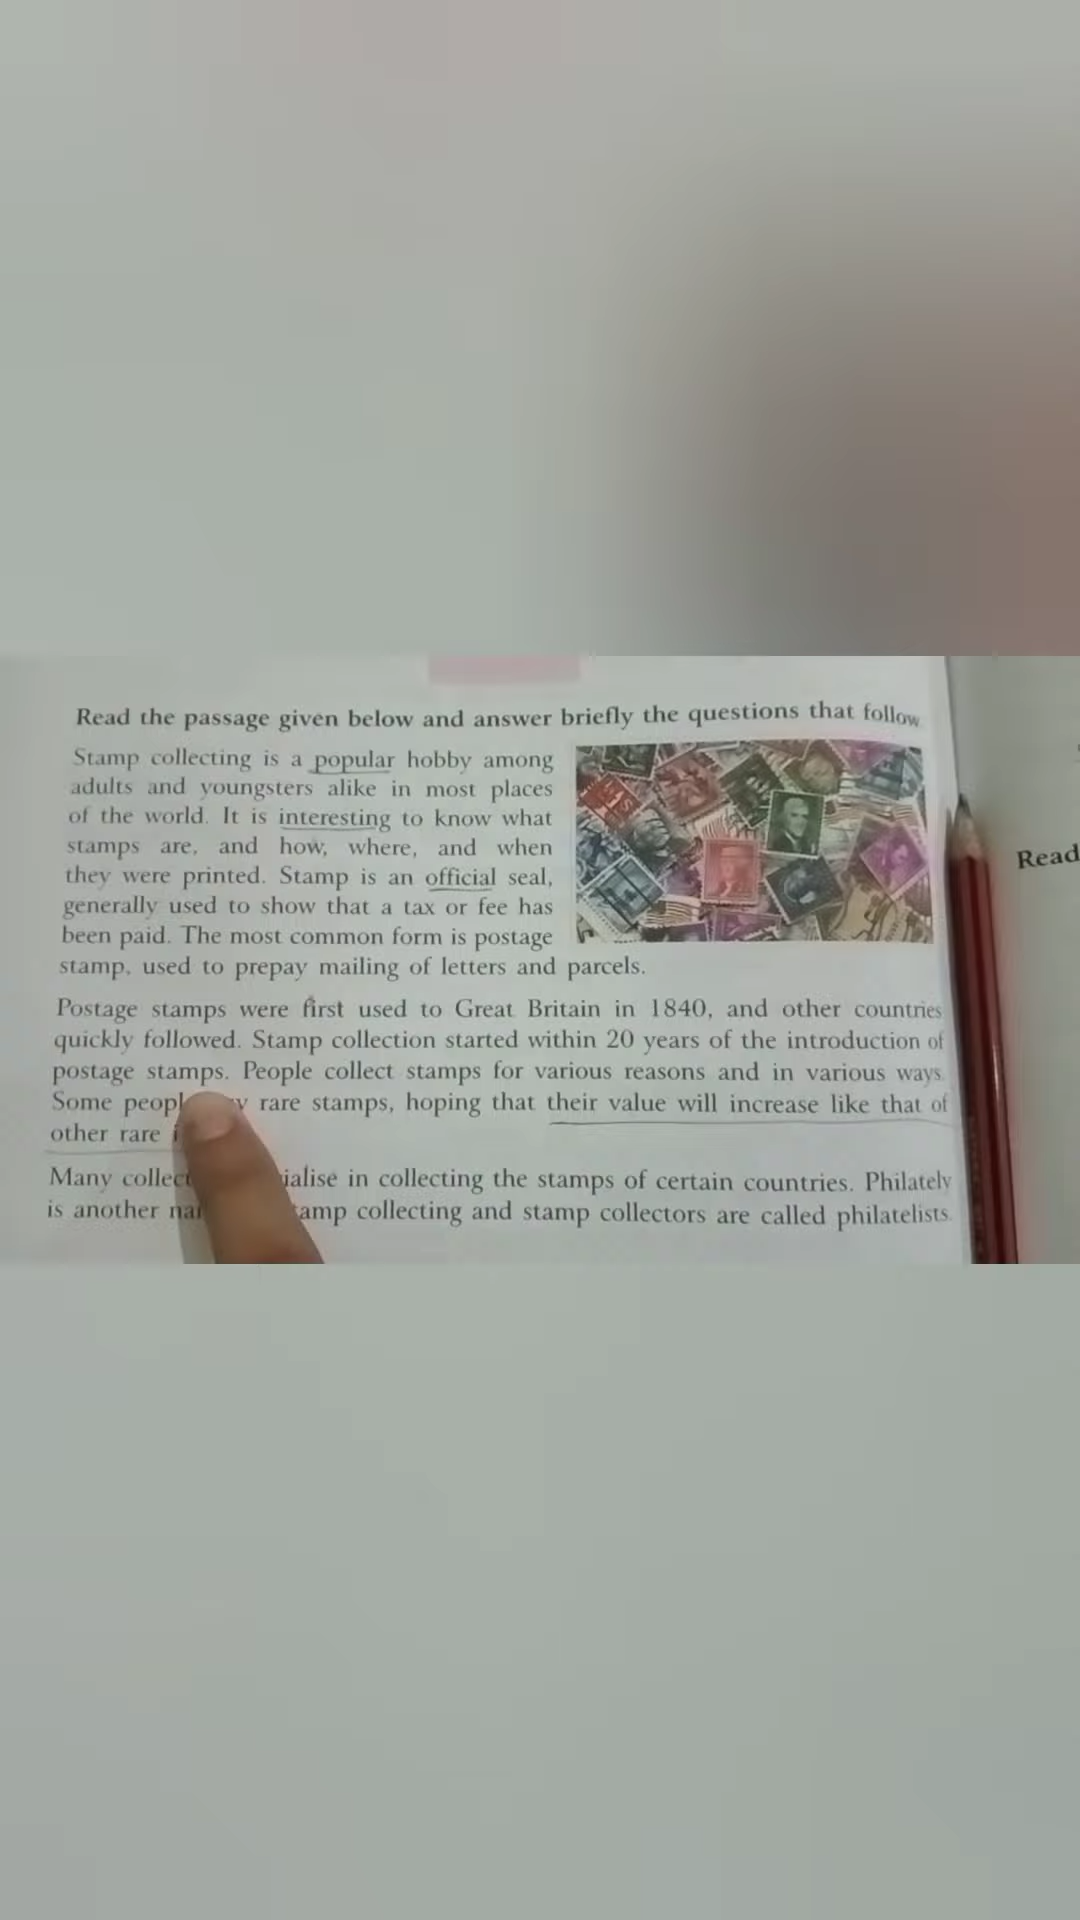 Read the passage given below and answer briefly the questions that follow
Stamp collecting is a popular hobby among
adults and youngsters alike in most places
of the world. It is interesting to know what
stamps are, and how, where, and when
they were printed. Stamp is an official seal,
generally used to show that a tax or fee has
been paid. The most common form is postage
stamp, used to prepay mailing of letters and parcels.
Postage stamps were first used to Great Britain in 1840, and other countries
quickly followed. Stamp collection started within 20 years of the introduction of
postage stamps. People collect stamps for various reasons and in various ways.
Some rare stamps, hoping that their value will increase like that of
other rare
Many in collecting the stamps of certain countries. Philately
is another collecting and stamp collectors are called philatelists.
Read